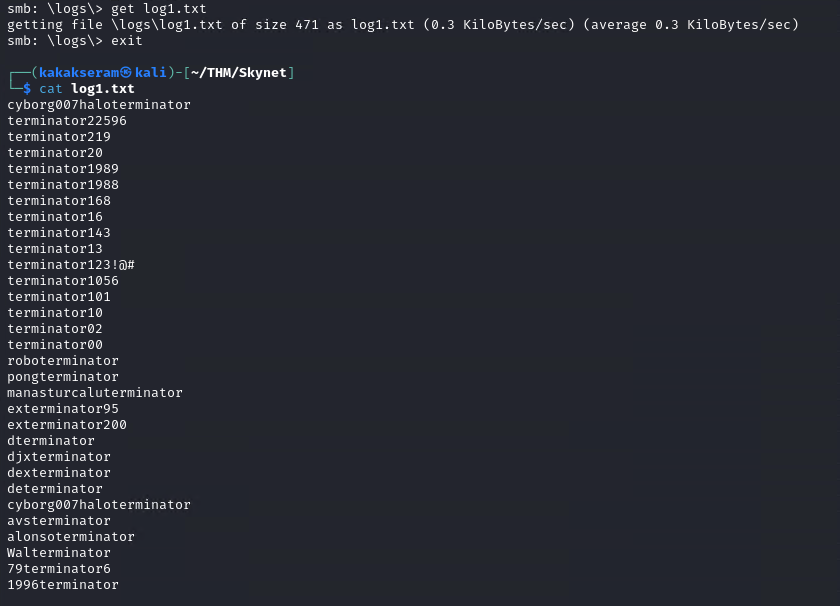 smb: \logs\> get log1.txt
getting file \logs\log1.txt of size 471 as log1.txt (0.3 KiloBytes/sec) (average 0.3 KiloBytes/sec)
smb: \logs\> exit
┌──(kakakseram㉿kali)-[~/THM/Skynet]
└─$ cat log1.txt
cyborg007haloterminator
terminator22596
terminator219
terminator20
terminator1989
terminator1988
terminator168
terminator16
terminator143
terminator13
terminator123!@#
terminator1056
terminator101
terminator10
terminator02
terminator00
roboterminator
pongterminator
manasturcaluterminator
exterminator95
exterminator200
dterminator
djxterminator
dexterminator
determinator
cyborg007haloterminator
avsterminator
alonsoterminator
Walterminator
79terminator6
1996terminator